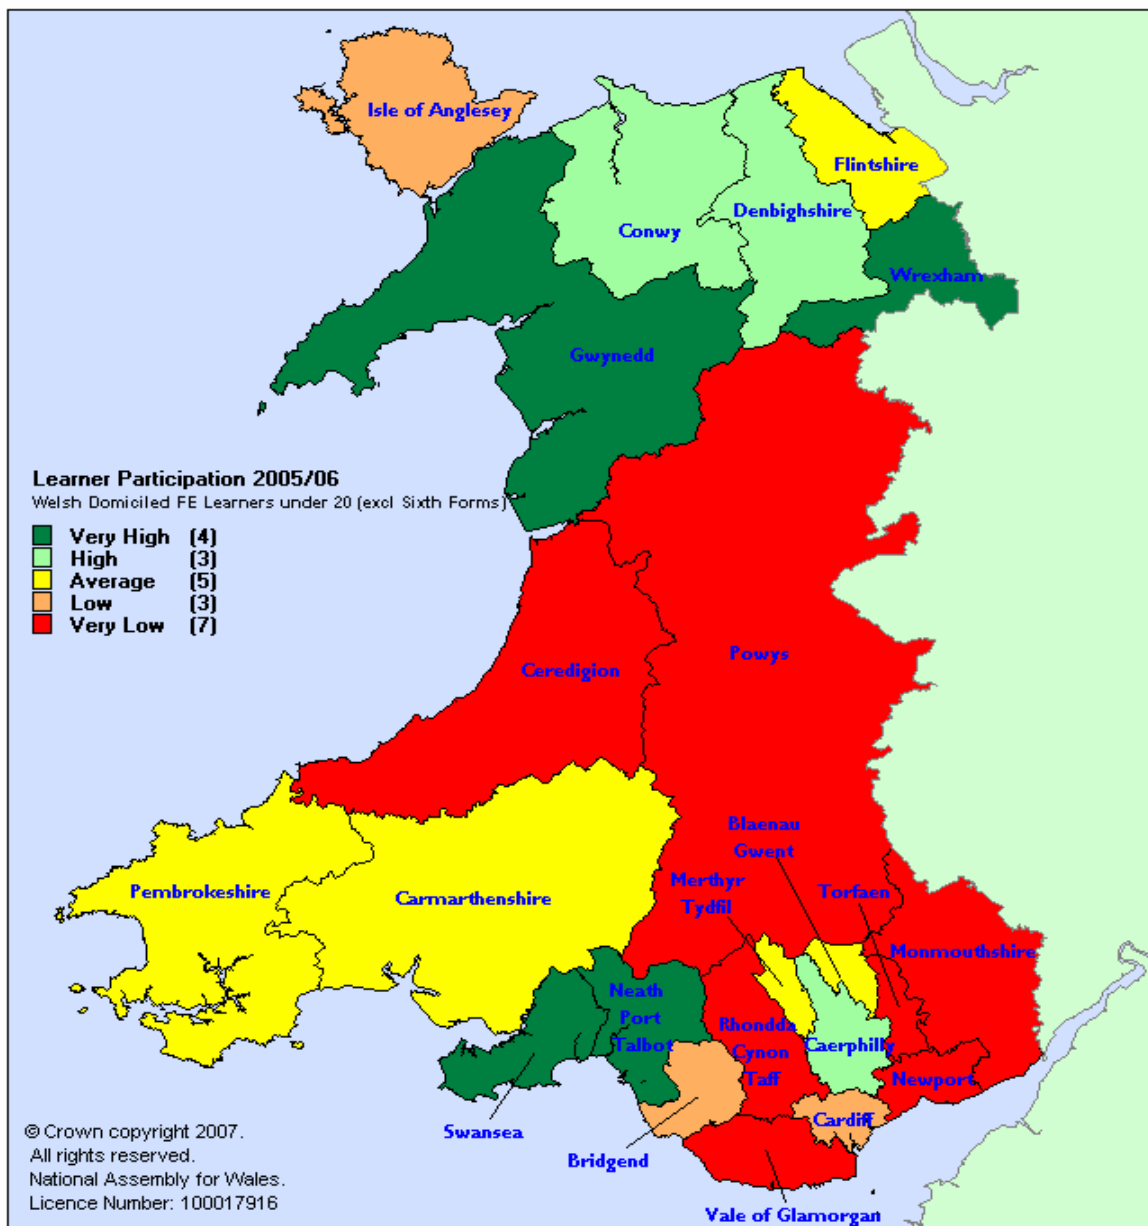 Isle of Anglesey
Flintshire
Denbighshire
Conwy
Wrexham
Gwynedd
Learner Participation 2005/06
Welsh Domiciled FE Learners under 20 (excl Sixth Forms)
Very High (4)
High (3)
Average (5)
Low (3)
Very Low (7)
Powys
Ceredigion
Blaenau
Gwent
Merthyr
Tydfil
Torfaen
Pembrokeshire
Carmarthenshire
Monmouthshire
Neath
Port
Talbot
Rhondda
Cynon
Taff
Caerphilly
Newport
Swansea
Cardiff
Bridgend
Vale of Glamorgan
© Crown copyright 2007.
All rights reserved.
National Assembly for Wales.
Licence Number: 100017916